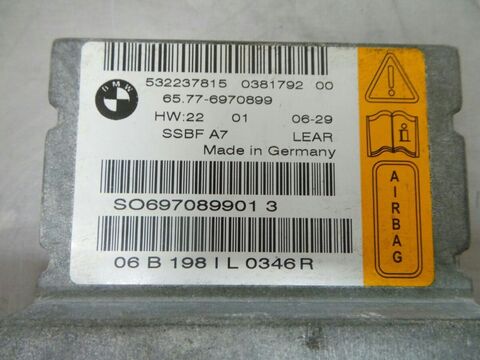 BMW
532237815 0381792 00
65.77-6970899
HW:22 01 06-29
SSBF A7 LEAR
Made in Germany
SO697089901 3
06 B 198 I L 0346 R
AIRBAG